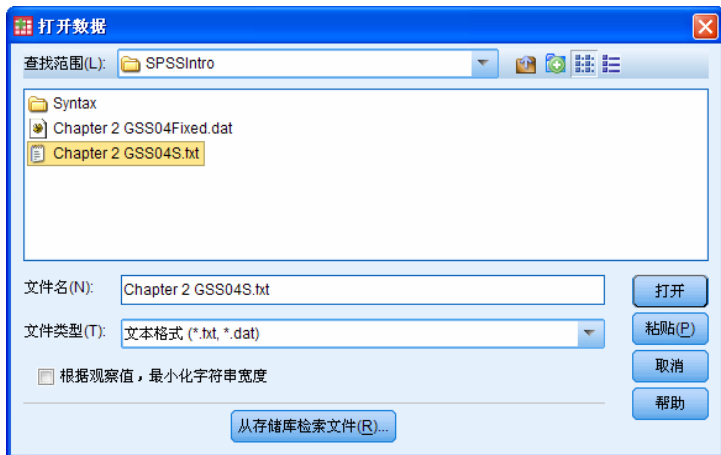 打开数据
查找范围(L): SPSSIntro
Syntax
Chapter 2 GSS04Fixed.dat
Chapter 2 GSS04S.txt
文件名(N): Chapter 2 GSS04S.txt
打开
文件类型(T): 文本格式 (*.txt, *.dat)
粘贴(P)
根据观察值，最小化字符串宽度
取消
帮助
从存储库检索文件(R)...